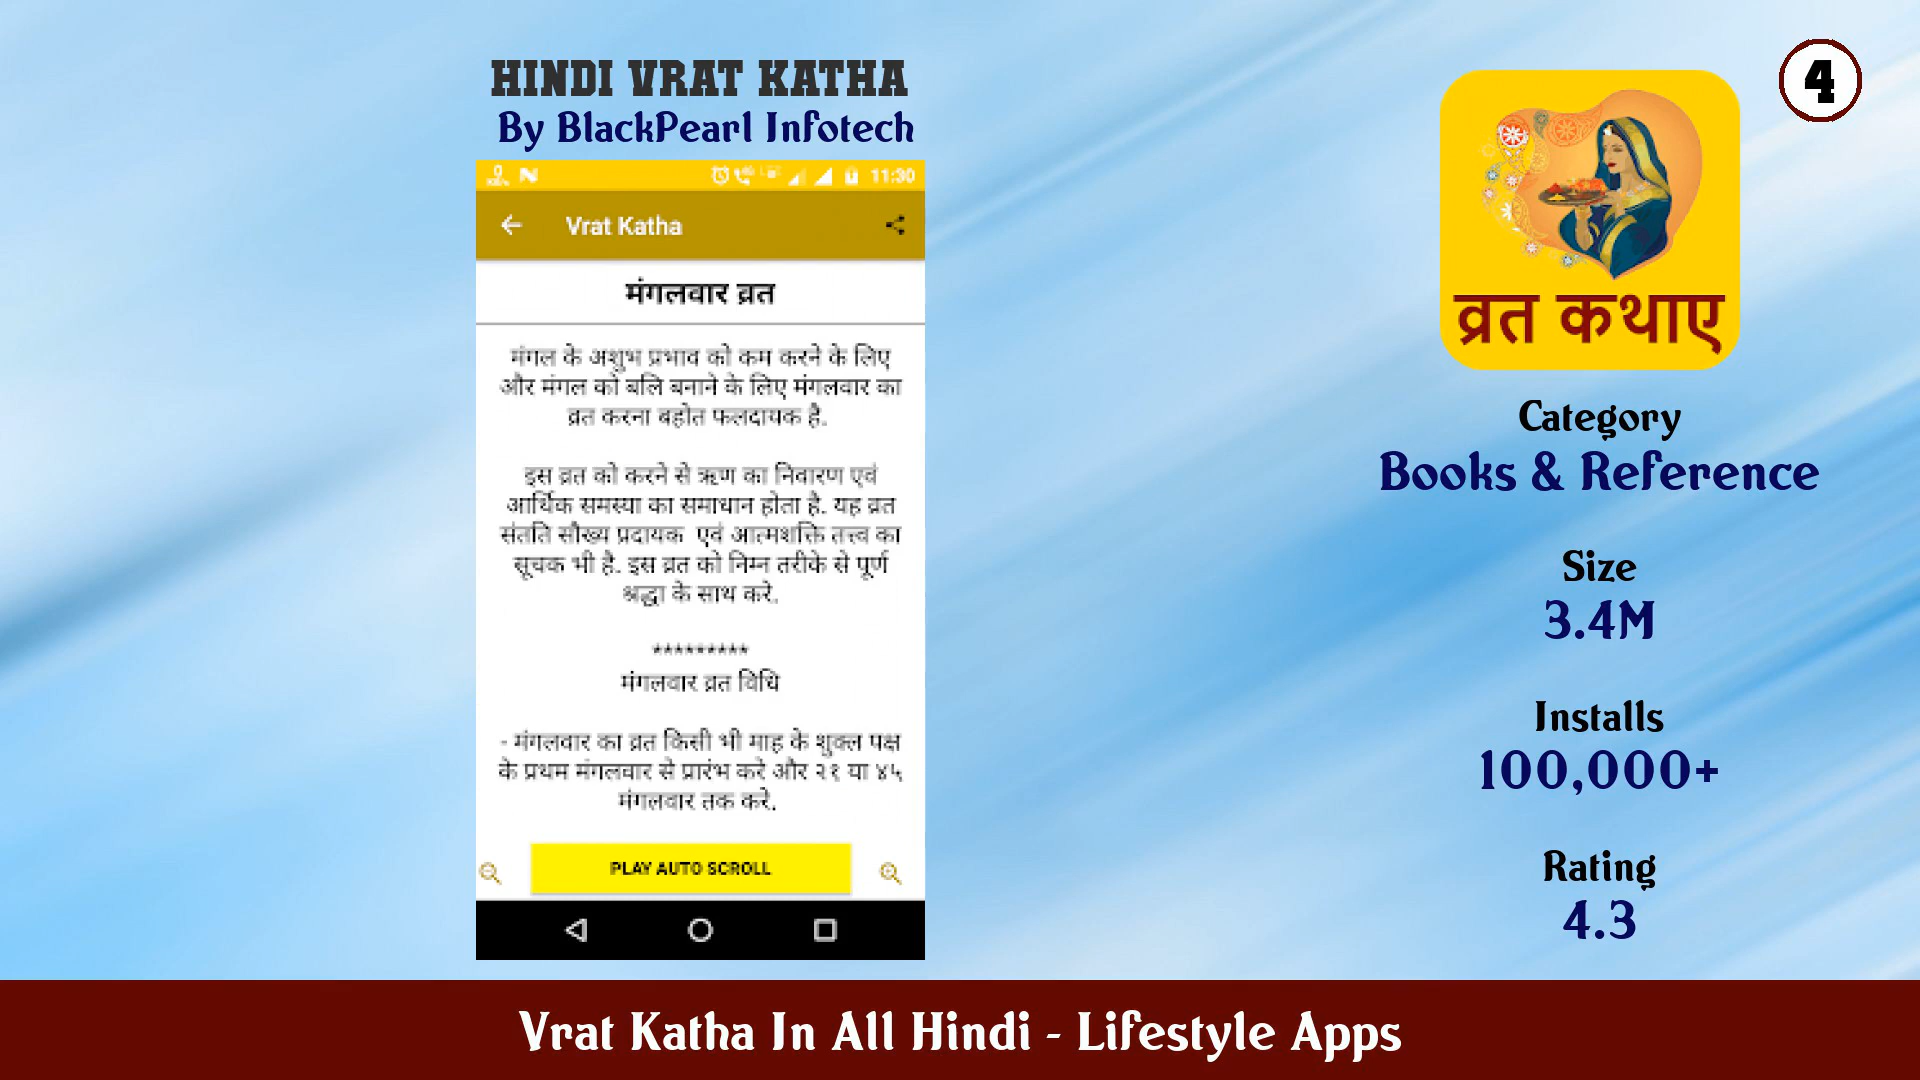 HINDI VRAT KATHA
By BlackPearl Infotech
11:30
Vrat Katha
मंगलवार व्रत
मंगल के अशुभ प्रभाव को कम करने के लिए
और मंगल को बलि बनाने के लिए मंगलवार का
व्रत करना बहोत फलदायक है.
इस व्रत को करने से ऋण का निवारण एवं
आर्थिक समस्या का समाधान होता है. यह व्रत
संतति सौख्य प्रदायक एवं आत्मशक्ति तत्त्व का
सूचक भी है. इस व्रत को निम्न तरीके से पूर्ण
श्रद्धा के साथ करे.
*********
मंगलवार व्रत विधि
- मंगलवार का व्रत किसी भी माह के शुक्ल पक्ष
के प्रथम मंगलवार से प्रारंभ करे और २१ या ४५
मंगलवार तक करे.
PLAY AUTO SCROLL
4
व्रत कथाए
Category
Books & Reference
Size
3.4M
Installs
100,000+
Rating
4.3
Vrat Katha In All Hindi - Lifestyle Apps